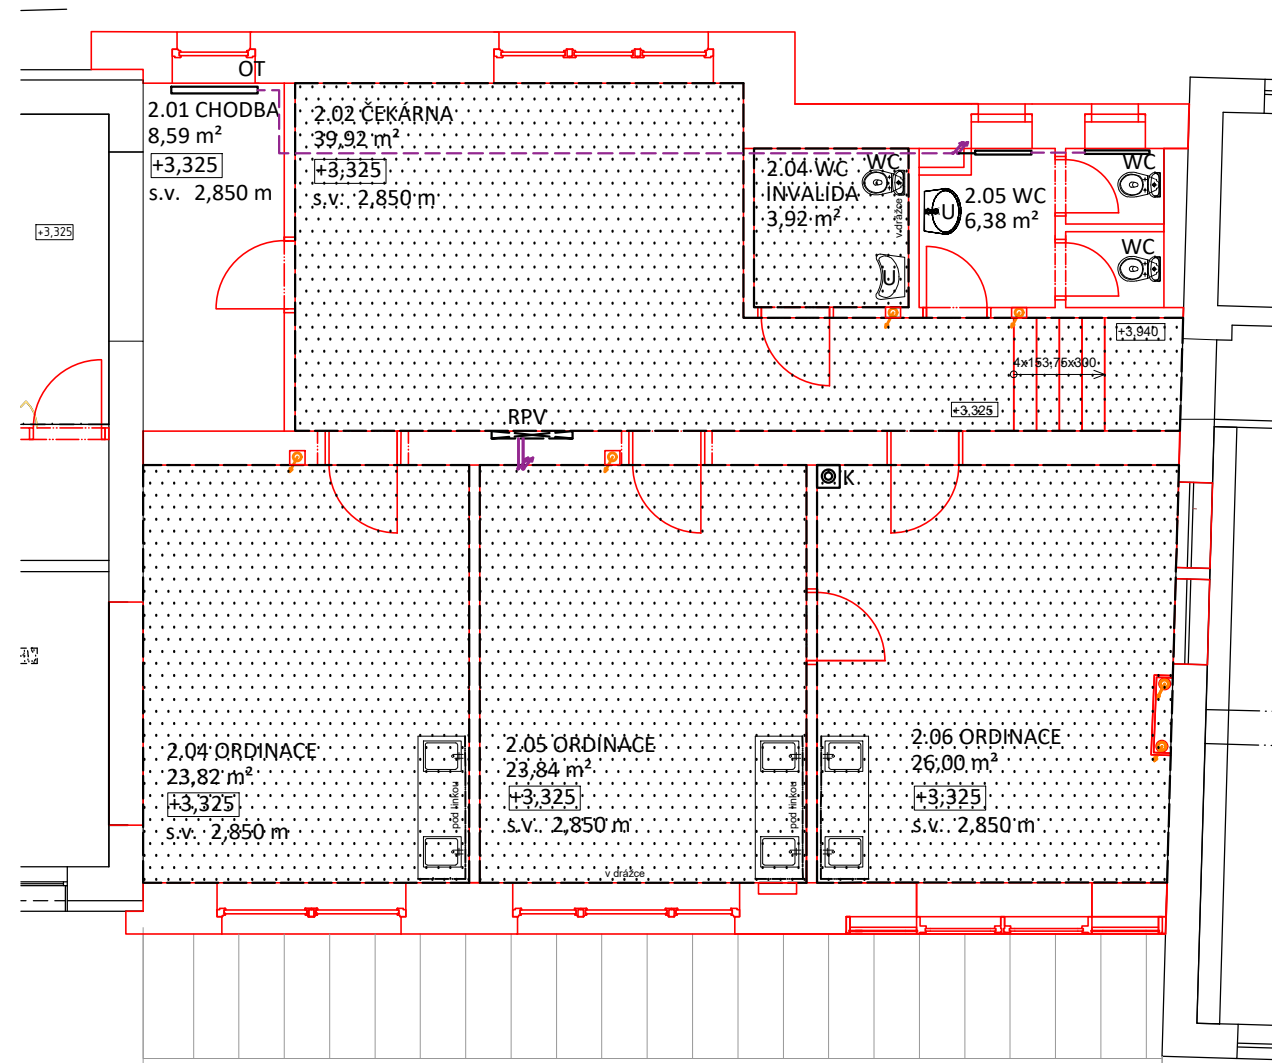 OT
2.01 CHODBA
8,59 m²
+3,325
s.v. 2,850 m
2.02 ČEKÁRNA
39,92 m²
+3,325
s.v. 2,850 m
2.04 WC
INVALIDA
3,92 m²
WC
v drážce
U
U
2.05 WC
6,38 m²
WC
WC
+3,325
+3,940
4x153,75x300
+3,325
RPV
K
2.04 ORDINACE
23,82 m²
+3,325
s.v. 2,850 m
pod linkou
2.05 ORDINACE
23,84 m²
+3,325
s.v. 2,850 m
pod linkou
v drážce
2.06 ORDINACE
26,00 m²
+3,325
s.v. 2,850 m